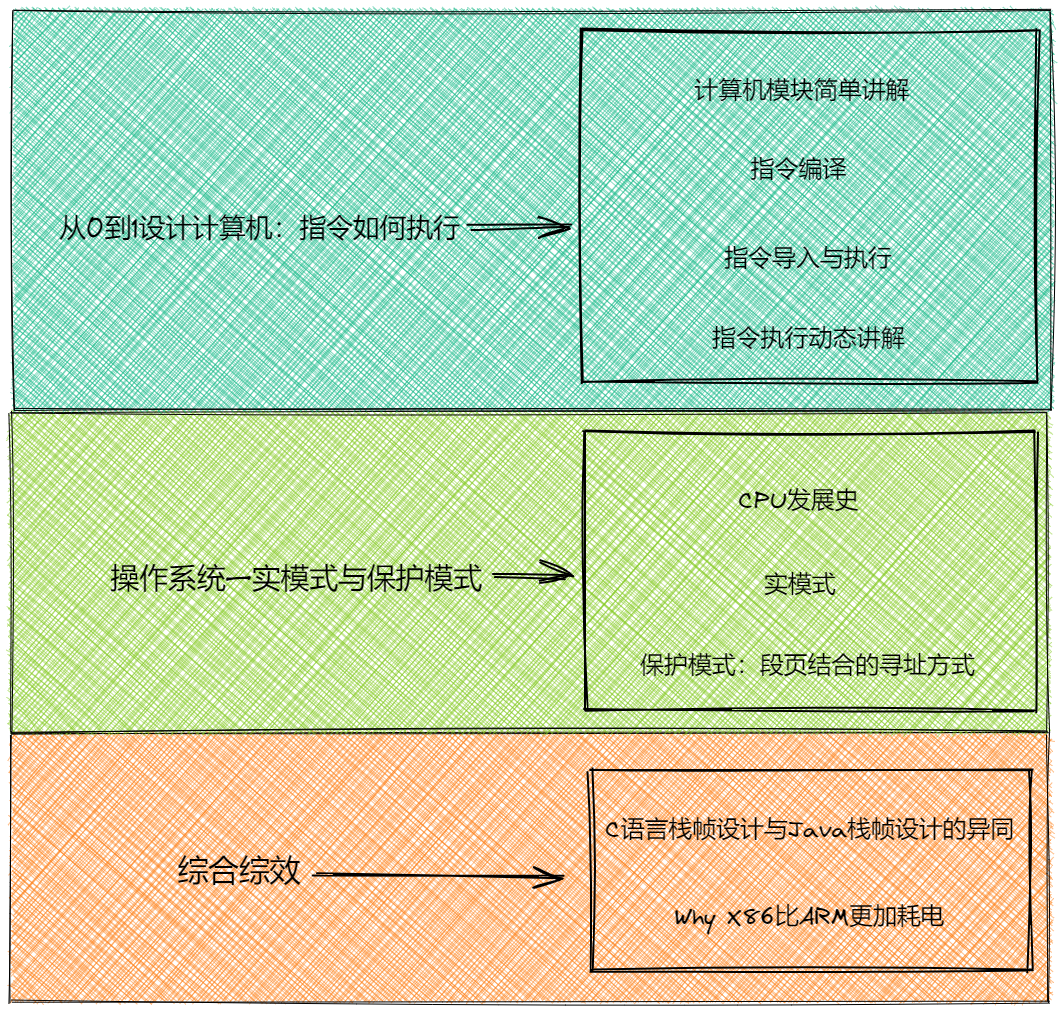 从0到1设计计算机：指令如何执行
计算机模块简单讲解
指令编译
指令导入与执行
指令执行动态讲解
操作系统—实模式与保护模式
CPU发展史
实模式
保护模式：段页结合的寻址方式
综合综效
C语言栈帧设计与Java栈帧设计的异同
Why X86比ARM更加耗电